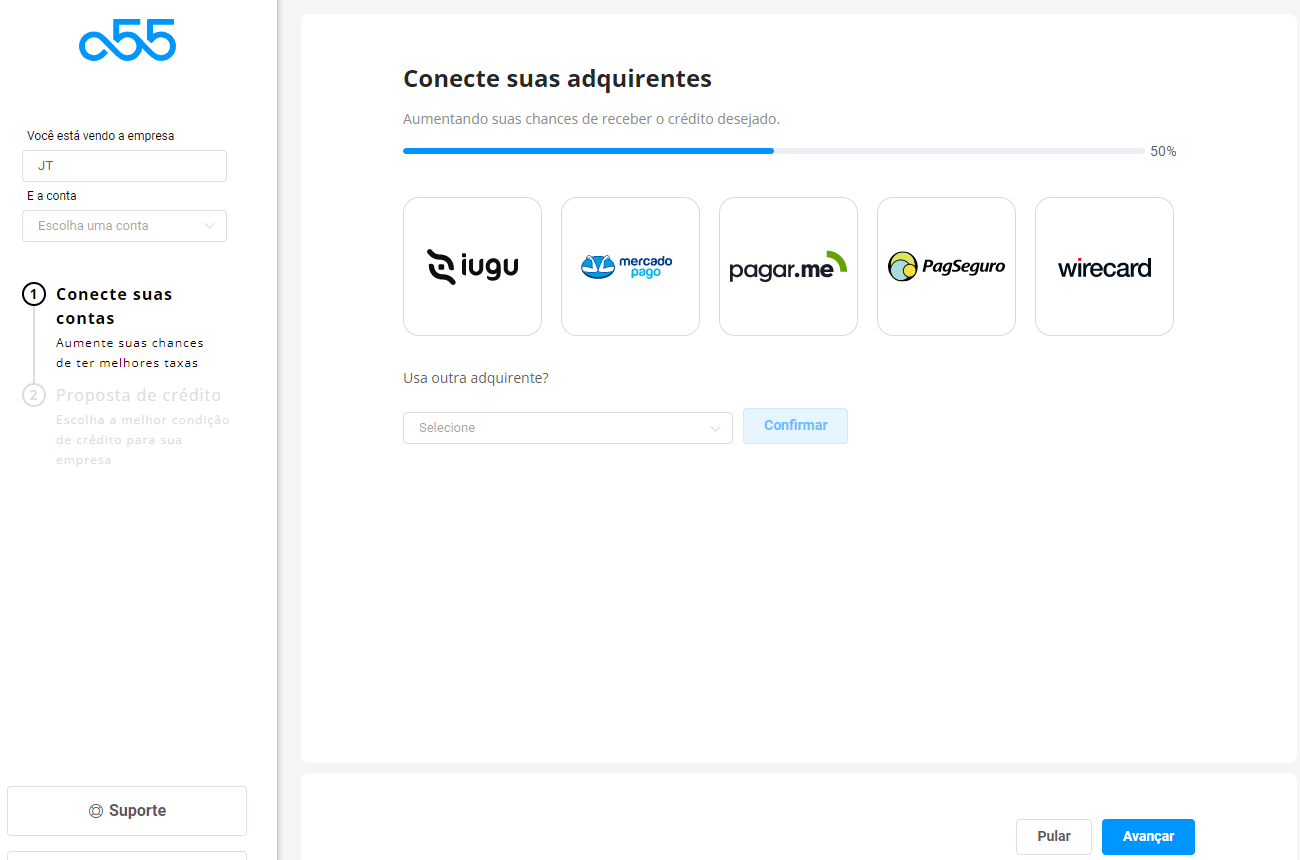 a55
Você está vendo a empresa
JT
E a conta
Escolha uma conta
1 Conecte suas
contas
Aumente suas chances
de ter melhores taxas
2 Proposta de crédito
Escolha a melhor condição
de crédito para sua
empresa
Suporte
Conecte suas adquirentes
Aumentando suas chances de receber o crédito desejado.
50%
iugu
mercado
pago
pagar.me
PagSeguro
wirecard
Usa outra adquirente?
Selecione
Confirmar
Pular
Avançar